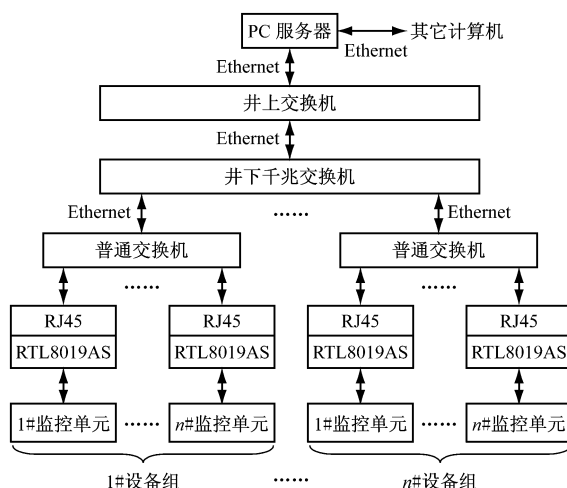 PC 服务器
其它计算机
Ethernet
Ethernet
井上交换机
Ethernet
井下千兆交换机
Ethernet
……
Ethernet
普通交换机
普通交换机
……
……
RJ45
RJ45
RJ45
RJ45
RTL8019AS
RTL8019AS
RTL8019AS
RTL8019AS
1#监控单元
……
n#监控单元
1#监控单元
……
n#监控单元
1#设备组
……
n#设备组